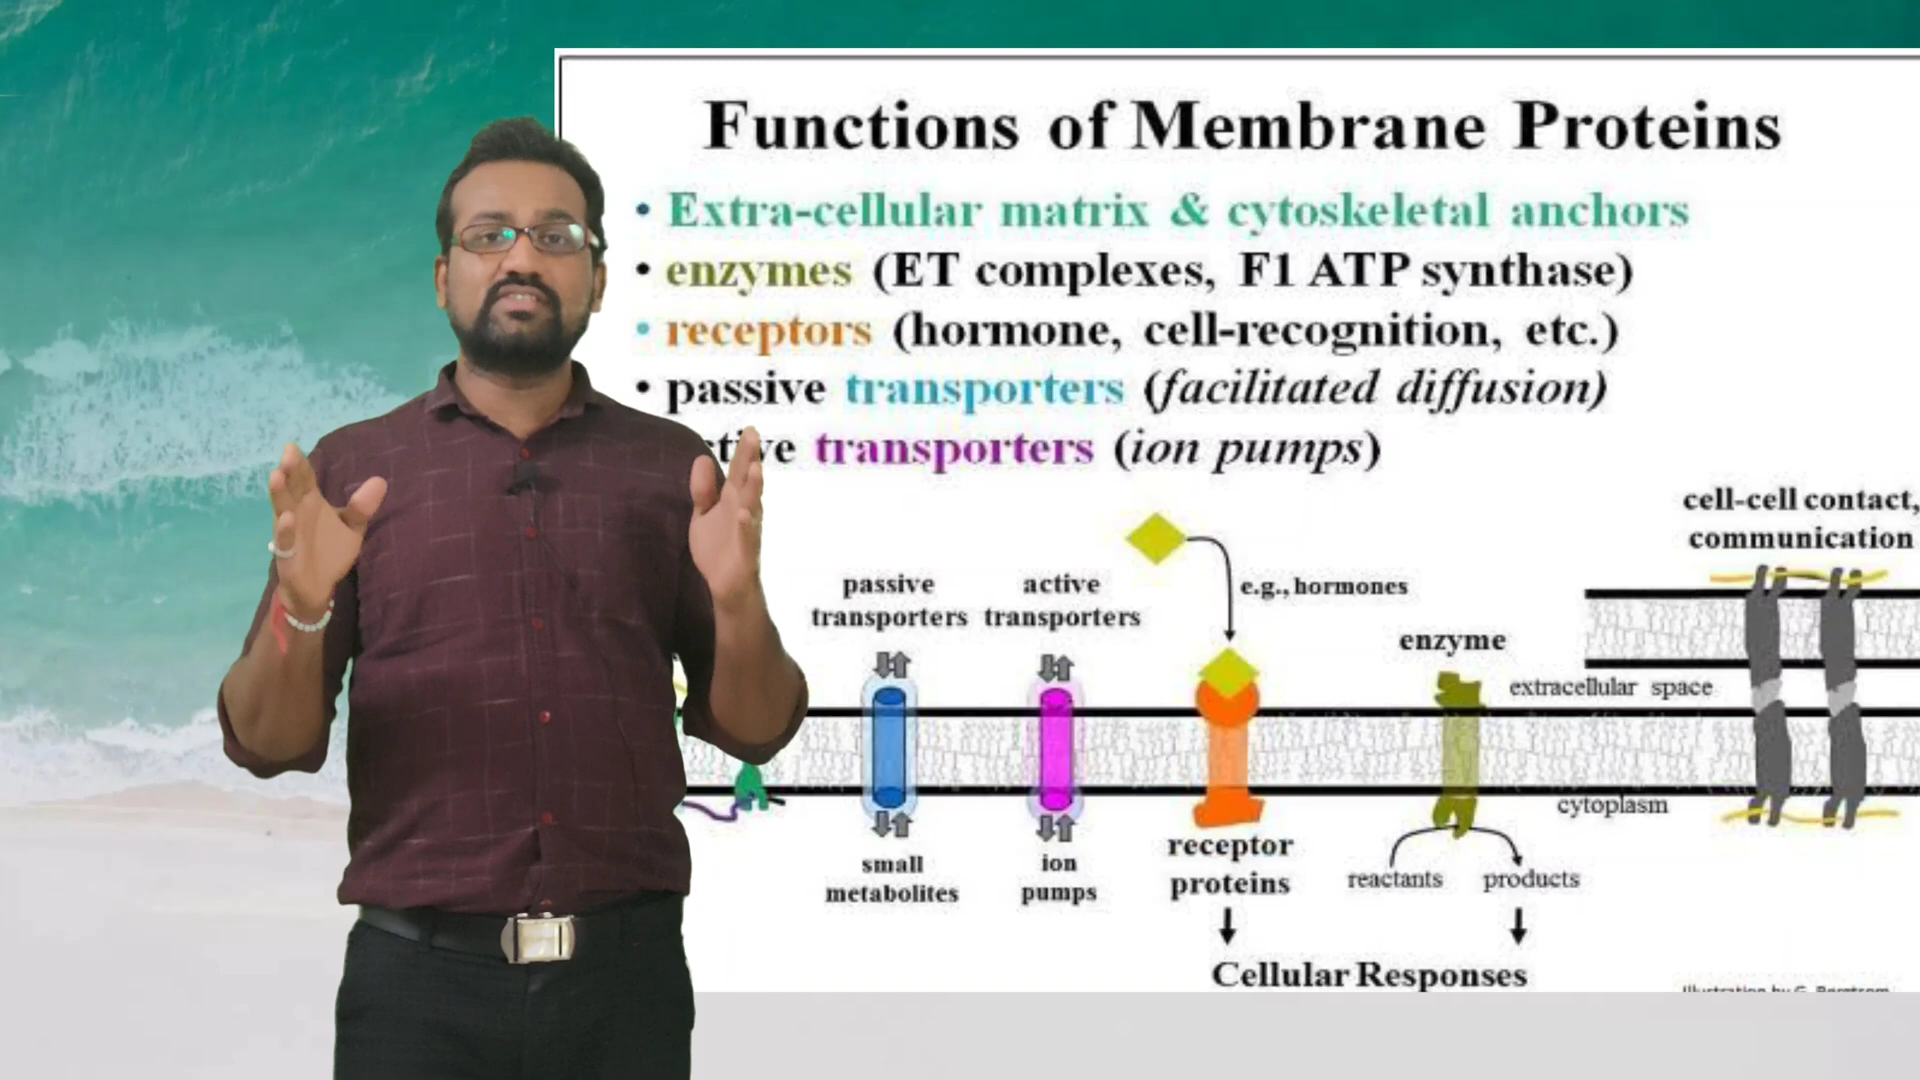 Functions of Membrane Proteins
• Extra-cellular matrix & cytoskeletal anchors
• enzymes (ET complexes, F1 ATP synthase)
• receptors (hormone, cell-recognition, etc.)
• passive transporters (facilitated diffusion)
transporters (ion pumps)
cell-cell contact,
communication
passive
transporters
active
transporters
e.g., hormones
enzyme
extracellular space
cytoplasm
small
metabolites
ion
pumps
receptor
proteins
reactants
products
Cellular Responses